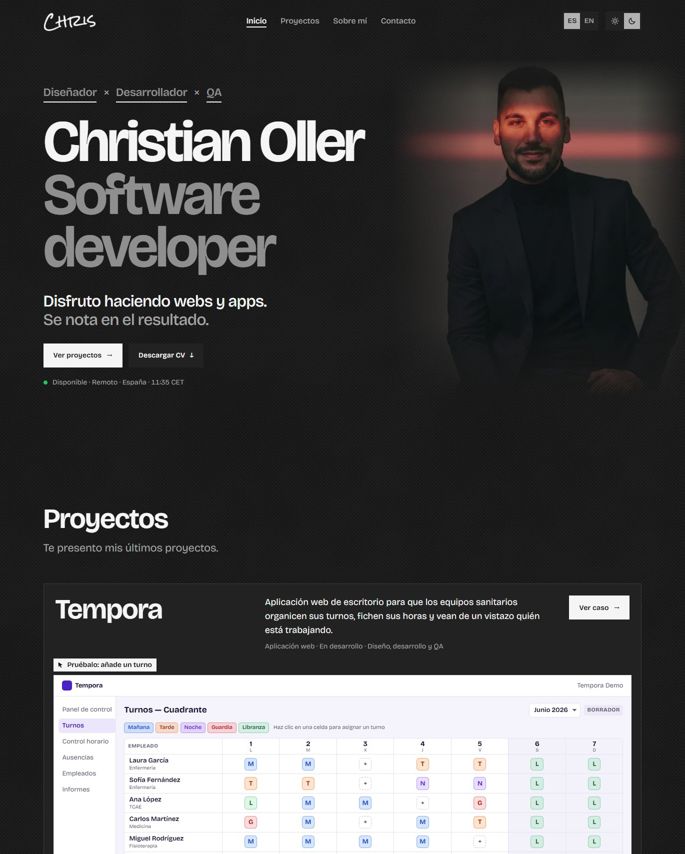 CHRIS
Inicio Proyectos Sobre mí Contacto
ES EN
Diseñador × Desarrollador × QA
Christian Oller
Software
developer
Disfruto haciendo webs y apps.
Se nota en el resultado.
Ver proyectos →
Descargar CV ↓
Disponible · Remoto · España · 11:35 CET
Proyectos
Te presento mis últimos proyectos.
Tempora
Aplicación web de escritorio para que los equipos sanitarios
organicen sus turnos, fichen sus horas y vean de un vistazo quién
está trabajando.
Aplicación web · En desarrollo · Diseño, desarrollo y QA
Ver caso →
Pruébalo: añade un turno
Tempora
Tempora Demo
Panel de control
Turnos
Control horario
Ausencias
Empleados
Informes
Turnos — Cuadrante
Junio 2026
BORRADOR
Mañana Tarde Noche Guardia Libranza Haz clic en una celda para asignar un turno
EMPLEADO 1 2 3 4 5 6 7
L M X J V S D
Laura García M M + T T L L
Enfermería
Sofía Fernández T T + N N L L
Enfermería
Ana López L M M + G L L
TCAE
Carlos Martínez G M + M T L L
Medicina
Miguel Rodríguez M M M M + L L
Fisioterapia